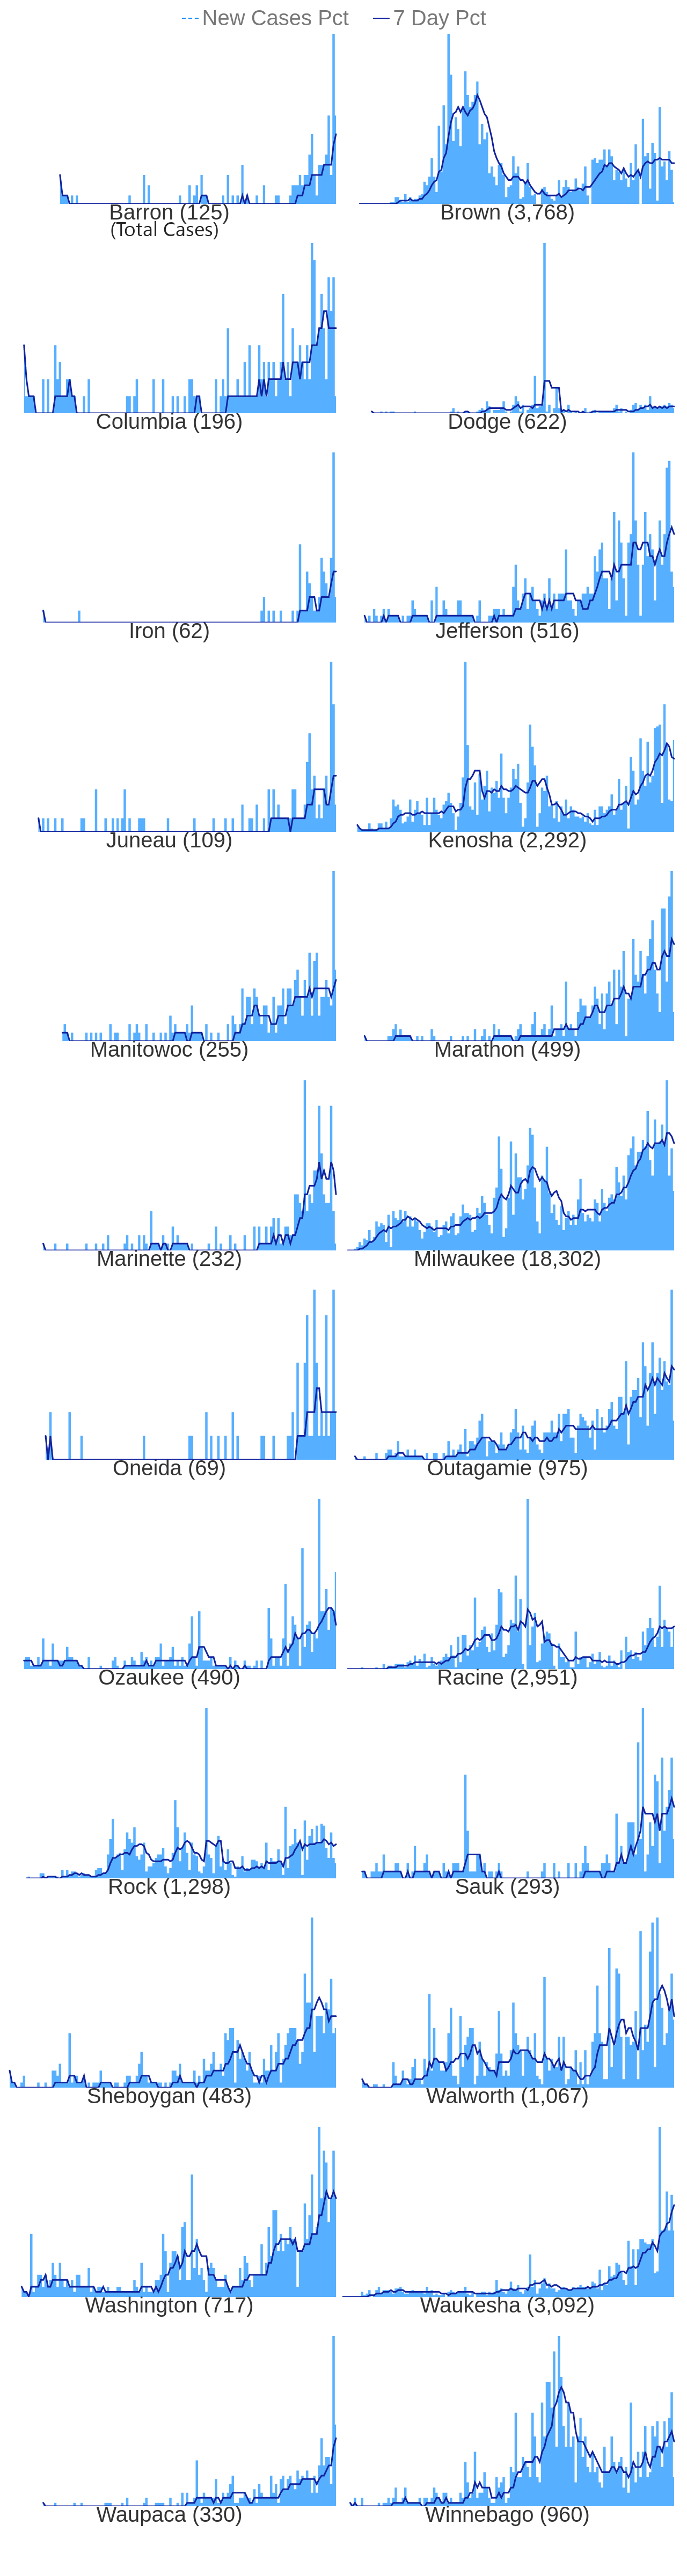 New Cases Pct 7 Day Pct
Barron (125) Brown (3,768)
(Total Cases)
Columbia (196) Dodge (622)
Iron (62) Jefferson (516)
Juneau (109) Kenosha (2,292)
Manitowoc (255) Marathon (499)
Marinette (232) Milwaukee (18,302)
Oneida (69) Outagamie (975)
Ozaukee (490) Racine (2,951)
Rock (1,298) Sauk (293)
Sheboygan (483) Walworth (1,067)
Washington (717) Waukesha (3,092)
Waupaca (330) Winnebago (960)